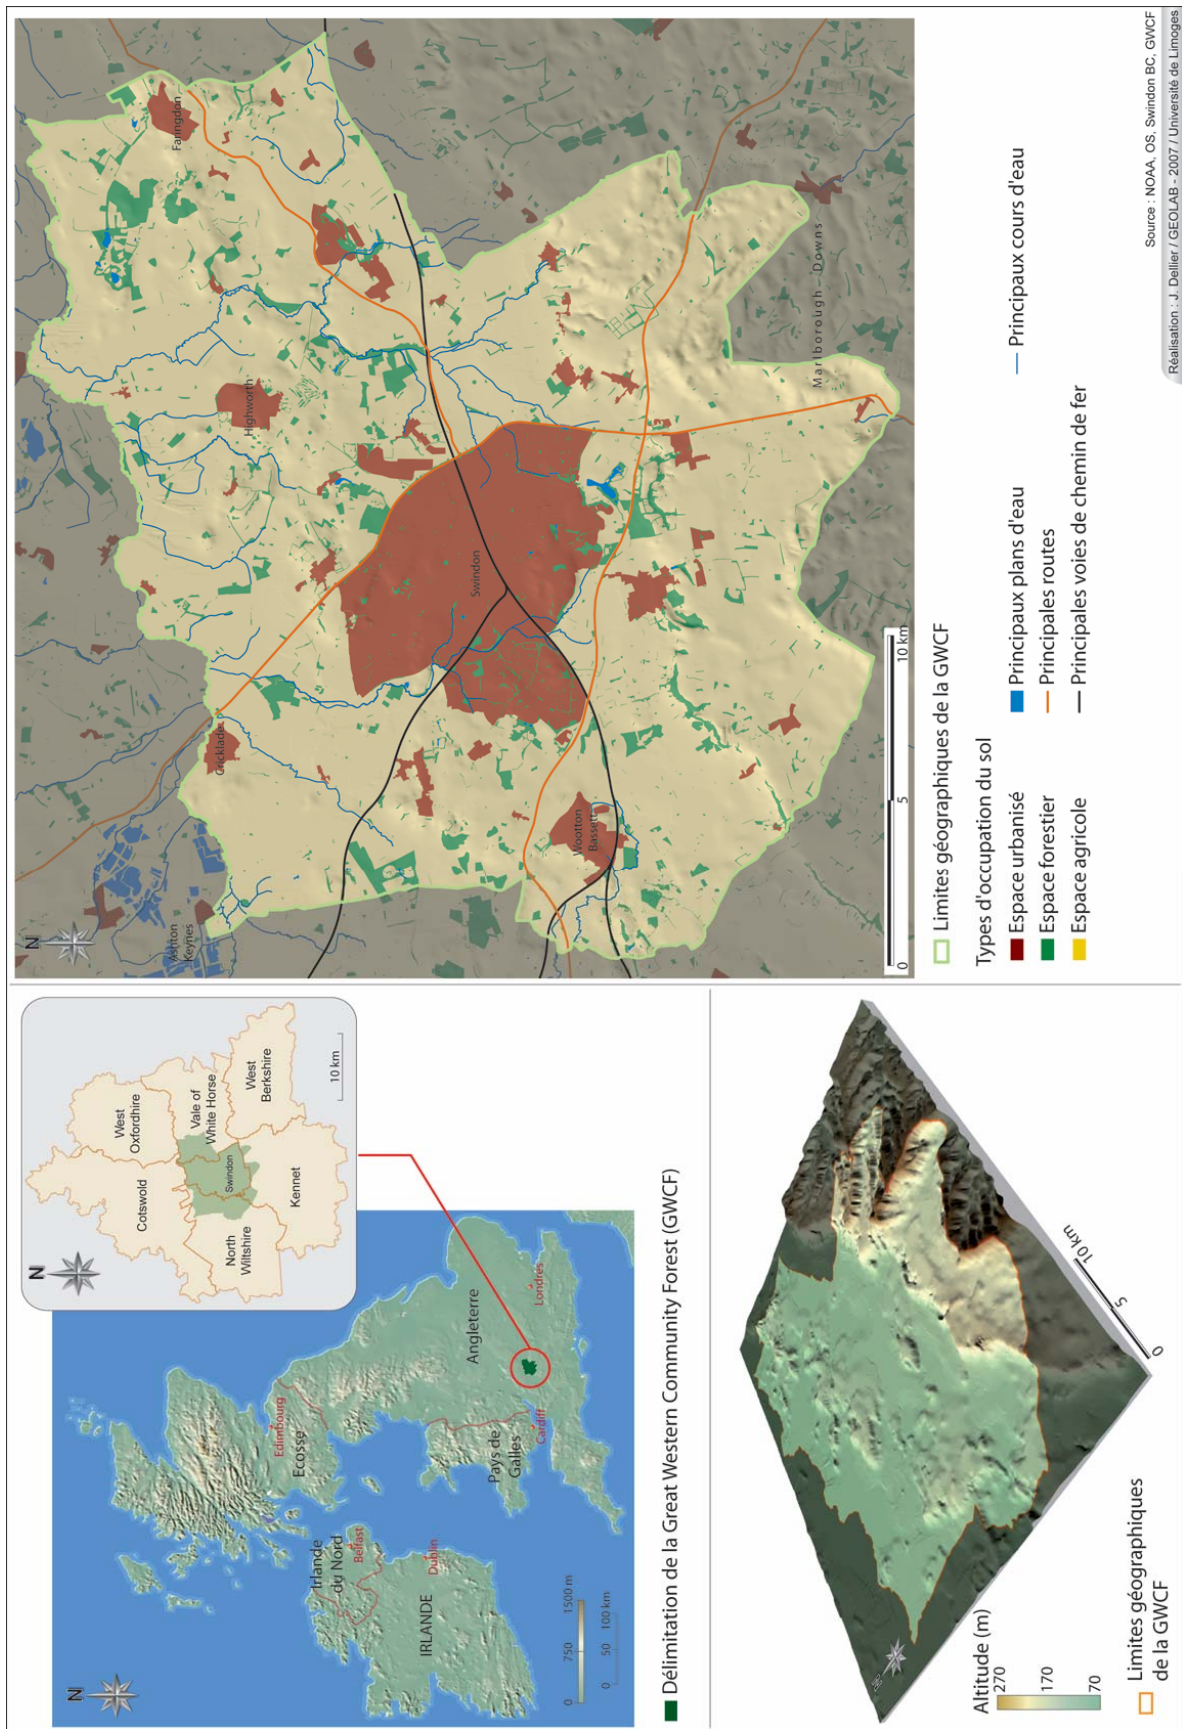 N
Edimbourg
Ecosse
Irlande
du Nord
Belfast
Dublin
IRLANDE
Angleterre
Pays de
Galles
Cardiff
Londres
0 750 1500 m
0 50 100 km
N
Cotswold
West
Oxfordhire
North
Wiltshire
Swindon
Vale of
White Horse
Kennet
West
Berkshire
10 km
Délimitation de la Great Western Community Forest (GWCF)
N
Altitude (m)
270
170
70
Limites géographiques
de la GWCF
0 5 10 km
N
Ashton
Keynes
Cricklade
Highworth
Faringdon
Swindon
Wootton
Bassett
Marlborough - Downs
0 5 10 km
Limites géographiques de la GWCF
Types d'occupation du sol
Espace urbanisé
Espace forestier
Espace agricole
Principaux plans d'eau
Principales routes
Principales voies de chemin de fer
Principaux cours d'eau
Source : NOAA, OS, Swindon BC, GWCF
Réalisation : J. Dellier / GEOLAB - 2007 / Université de Limoges